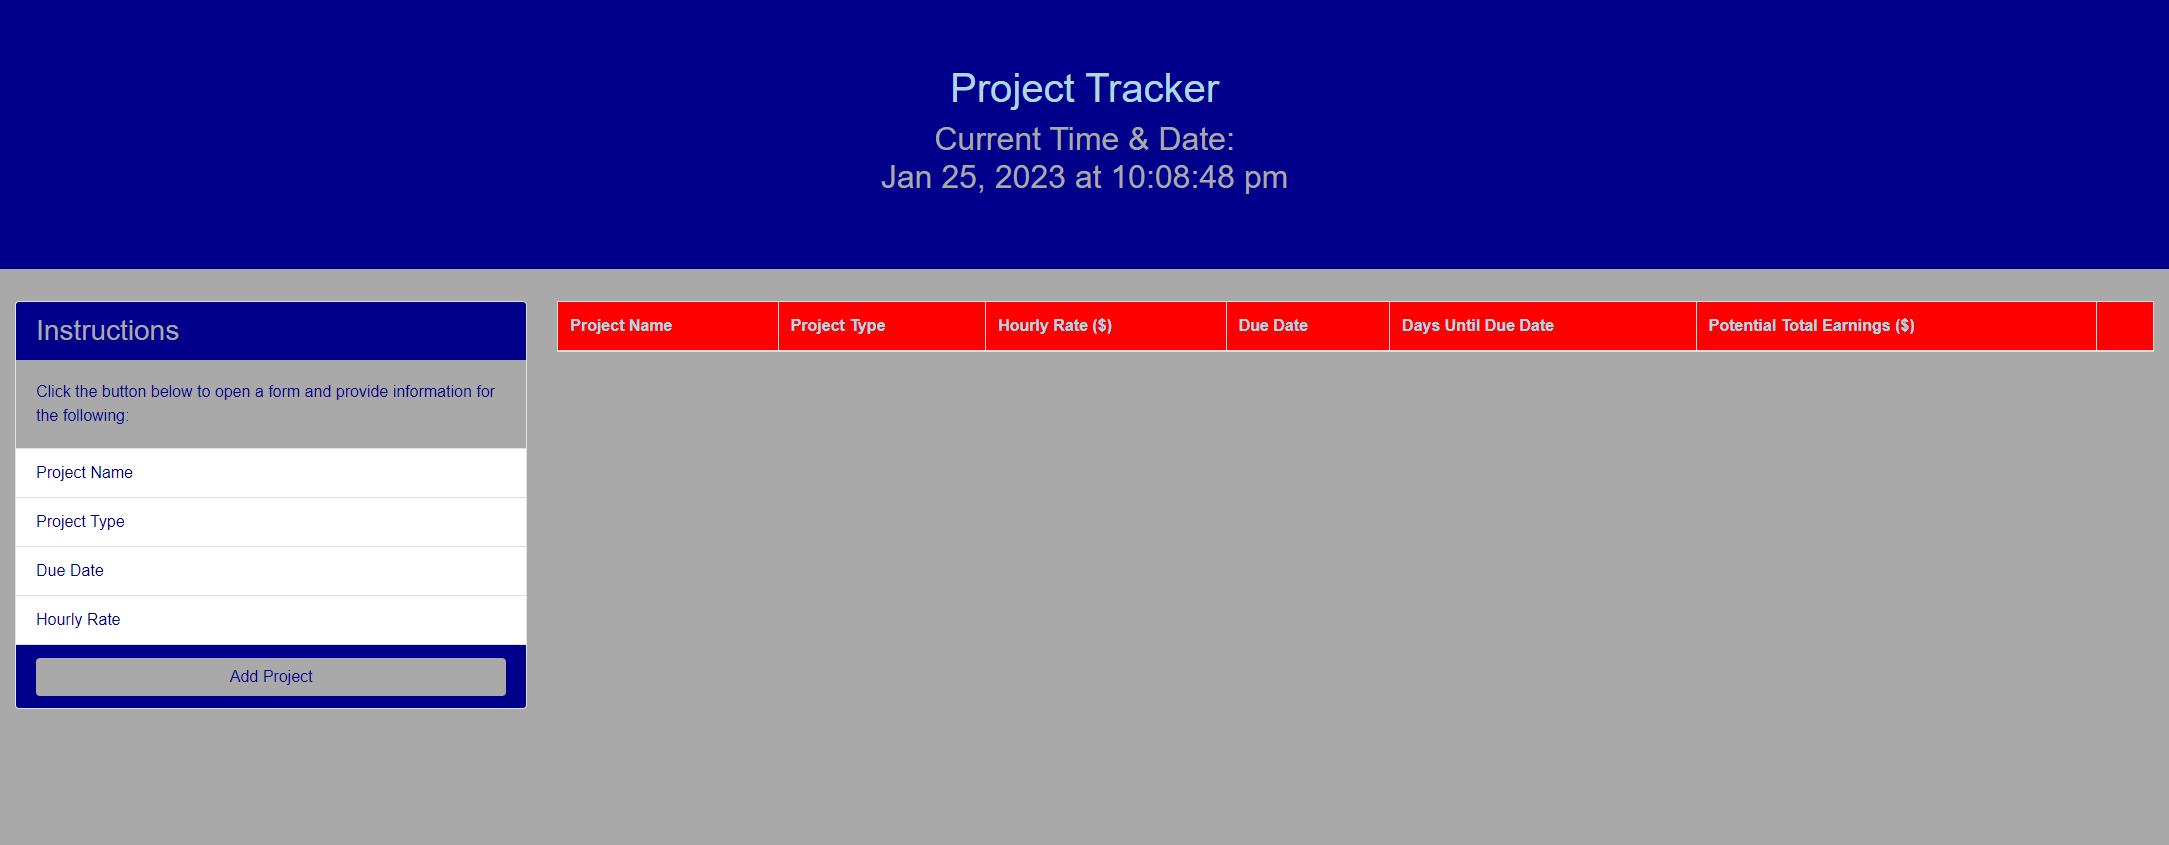 Project Tracker
Current Time & Date:
Jan 25, 2023 at 10:08:48 pm
Instructions
Click the button below to open a form and provide information for
the following:
Project Name
Project Type
Due Date
Hourly Rate
Add Project
Project Name Project Type Hourly Rate ($) Due Date Days Until Due Date Potential Total Earnings ($)